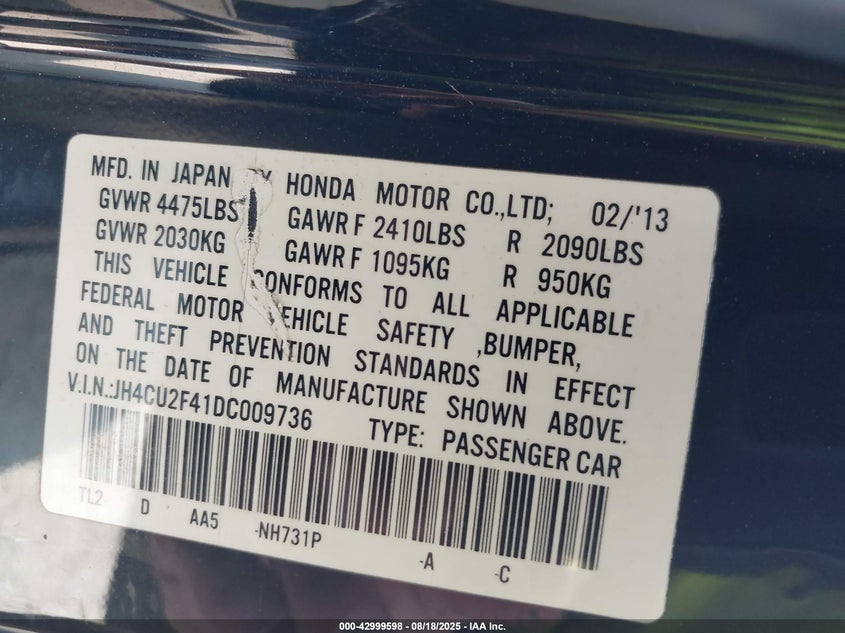 MFD. IN JAPAN BY HONDA MOTOR CO.,LTD; 02/'13
GVWR 4475LBS GAWR F 2410LBS R 2090LBS
GVWR 2030KG GAWR F 1095KG R 950KG
THIS VEHICLE CONFORMS TO ALL APPLICABLE
FEDERAL MOTOR VEHICLE SAFETY ,BUMPER,
AND THEFT PREVENTION STANDARDS IN EFFECT
ON THE DATE OF MANUFACTURE SHOWN ABOVE.
V.I.N.:JH4CU2F41DC009736 TYPE: PASSENGER CAR
TL2 D AA5 -NH731P -A -C
000-42999598 - 08/18/2025 - IAA Inc.